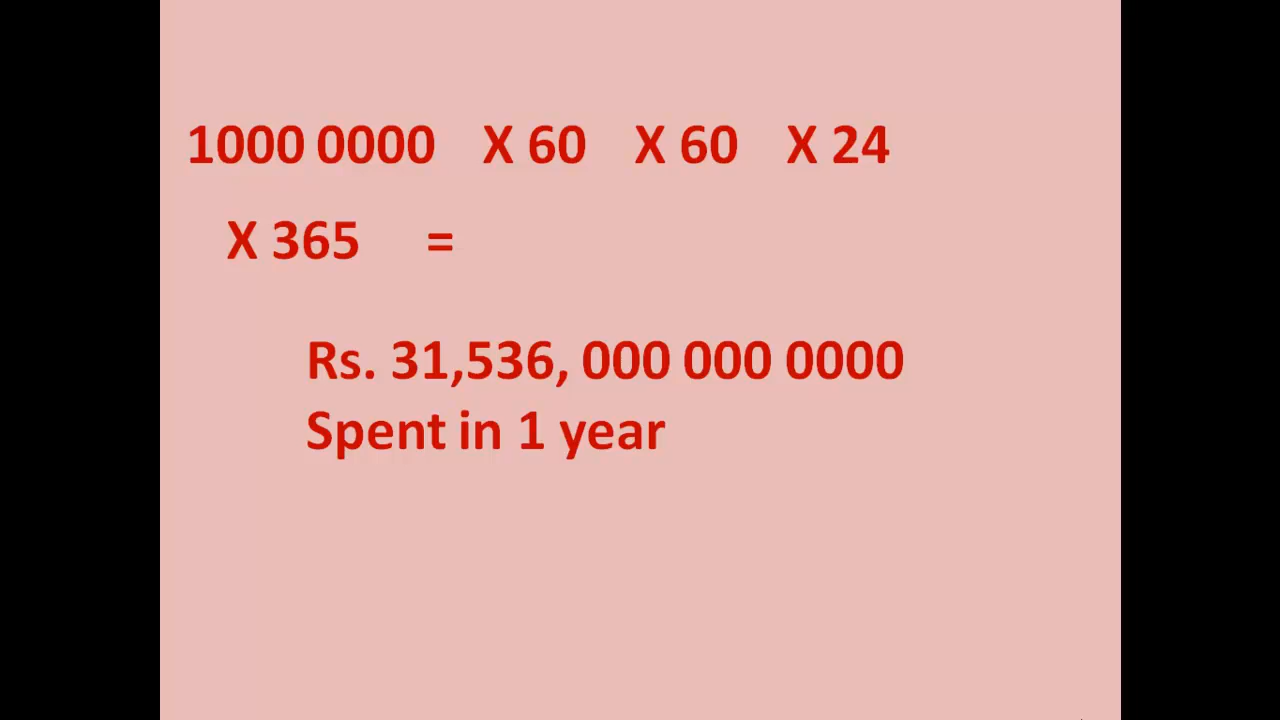 1000 0000 X 60 X 60 X 24
X 365 =
Rs. 31,536, 000 000 0000
Spent in 1 year